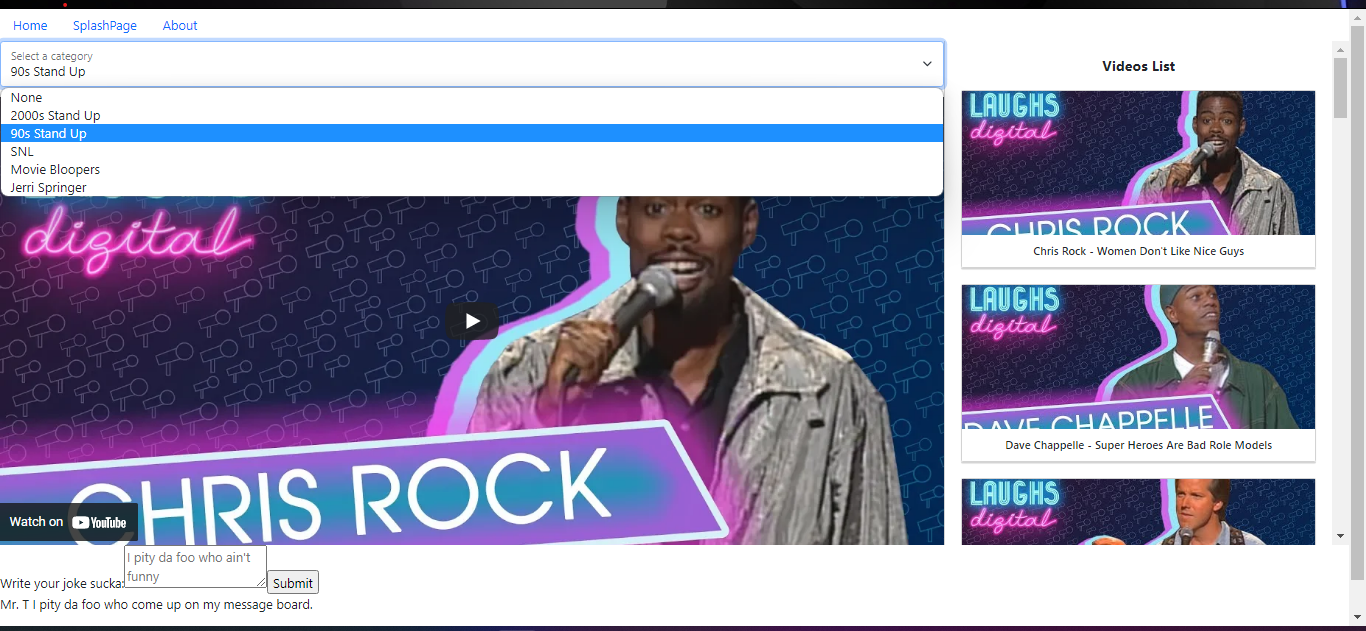 Home SplashPage About
Select a category
90s Stand Up
None
2000s Stand Up
90s Stand Up
SNL
Movie Bloopers
Jerri Springer
digital
CHRIS ROCK
Watch on YouTube
Videos List
LAUGHS
digital
CHRIS ROCK
Chris Rock - Women Don't Like Nice Guys
LAUGHS
digital
DAVE CHAPPELLE
Dave Chappelle - Super Heroes Are Bad Role Models
LAUGHS
digital
I pity da foo who ain't
funny
Write your joke sucka: Submit
Mr. T I pity da foo who come up on my message board.